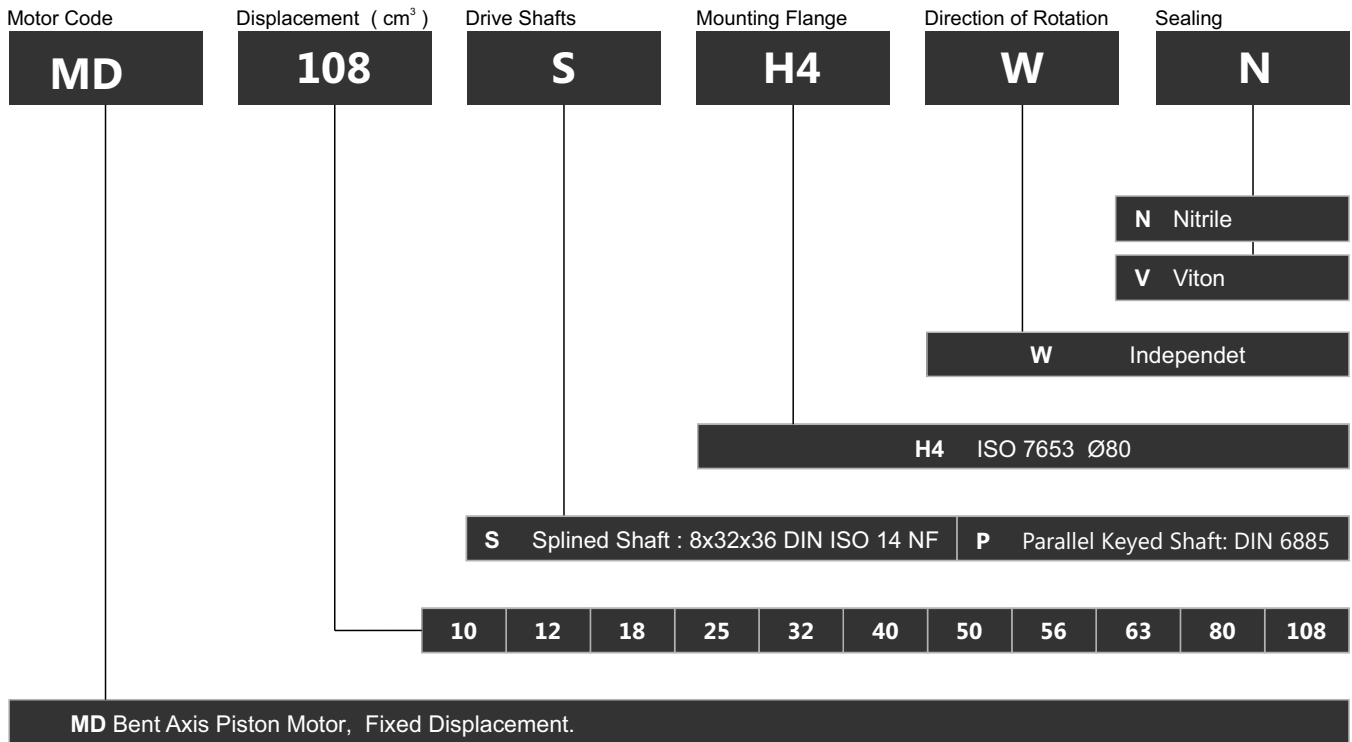 Motor Code Displacement ( cm³ ) Drive Shafts Mounting Flange Direction of Rotation Sealing
MD 108 S H4 W N
N Nitrile
V Viton
W Independet
H4 ISO 7653 Ø80
S Splined Shaft : 8x32x36 DIN ISO 14 NF P Parallel Keyed Shaft: DIN 6885
10 12 18 25 32 40 50 56 63 80 108
MD Bent Axis Piston Motor, Fixed Displacement.